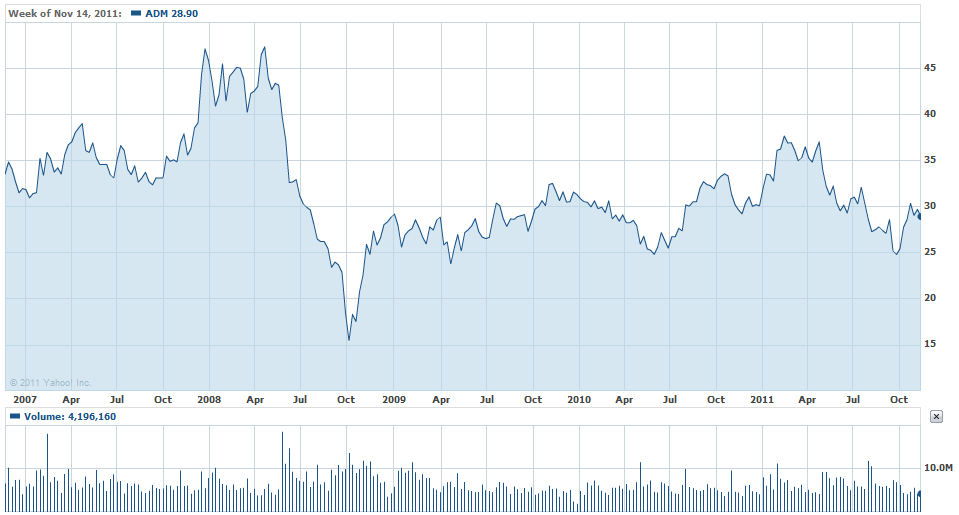 Week of Nov 14, 2011: ADM 28.90
45
40
35
30
25
20
15
© 2011 Yahoo! Inc.
2007 Apr Jul Oct 2008 Apr Jul Oct 2009 Apr Jul Oct 2010 Apr Jul Oct 2011 Apr Jul Oct
Volume: 4,196,160
10.0M